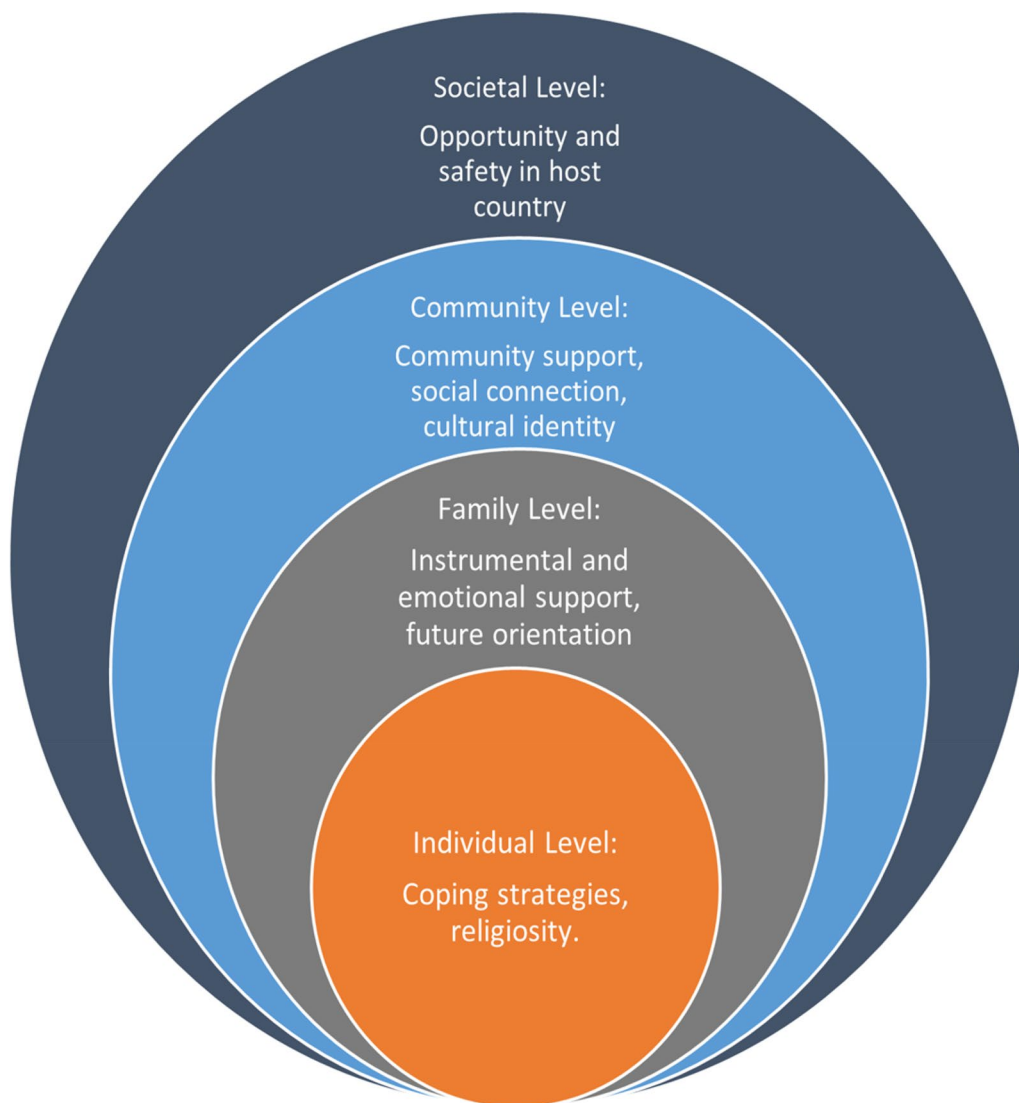 Societal Level:
Opportunity and
safety in host
country
Community Level:
Community support,
social connection,
cultural identity
Family Level:
Instrumental and
emotional support,
future orientation
Individual Level:
Coping strategies,
religiosity.